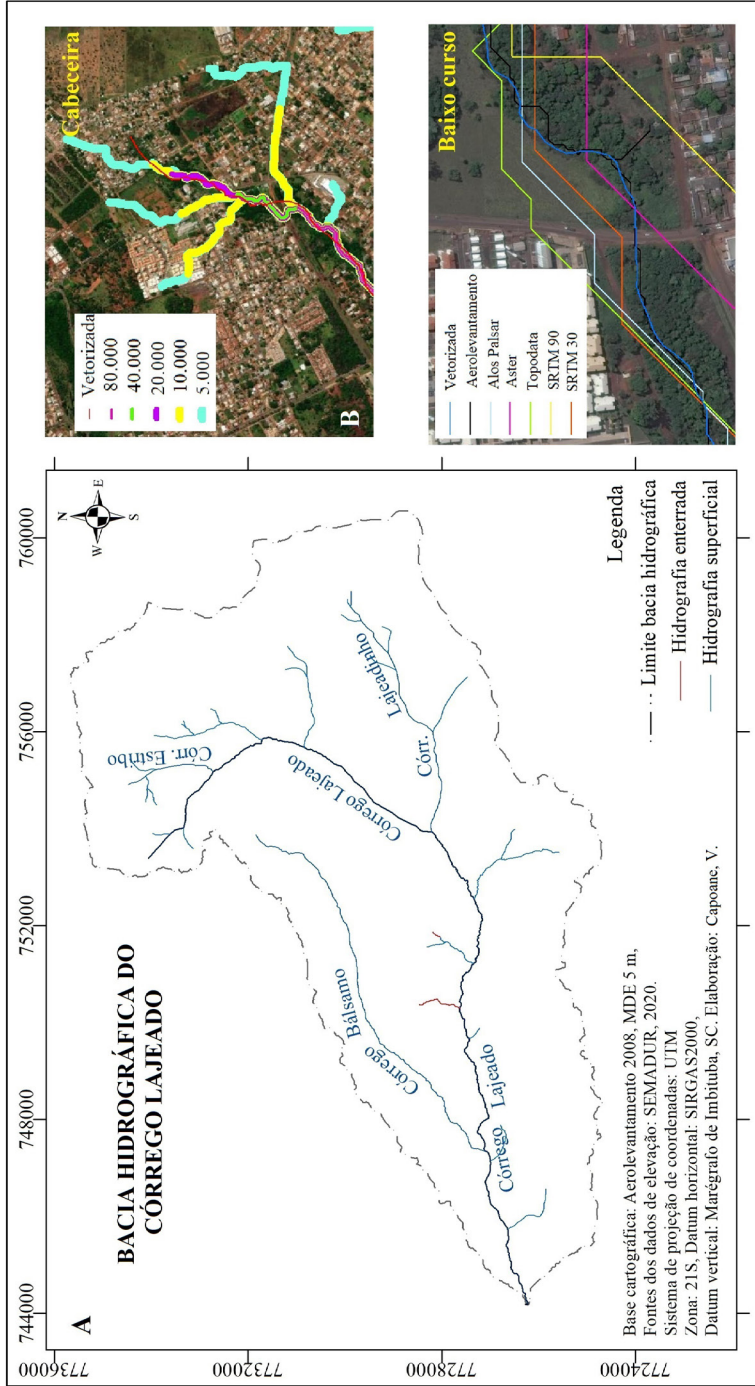 A
BACIA HIDROGRÁFICA DO
CÓRREGO LAJEADO
744000
748000
752000
756000
760000
7736000
7732000
7728000
7724000
N
W
E
S
Córr. Estribo
Córrego Lajeado
Córr. Lajeadinho
Córrego Bálsamo
Córrego Lajeado
Legenda
Limite bacia hidrográfica
Hidrografia enterrada
Hidrografia superficial
Base cartográfica: Aerolevantamento 2008, MDE 5 m,
Fontes dos dados de elevação: SEMADUR, 2020.
Sistema de projeção de coordenadas: UTM
Zona: 21S, Datum horizontal: SIRGAS2000,
Datum vertical: Marégrafo de Imbituba, SC. Elaboração: Capoane, V.
Cabeceira
Vetorizada
80.000
40.000
20.000
10.000
5.000
B
Baixo curso
Vetorizada
Aerolevantamento
Alos Palsar
Aster
Topodata
SRTM 90
SRTM 30